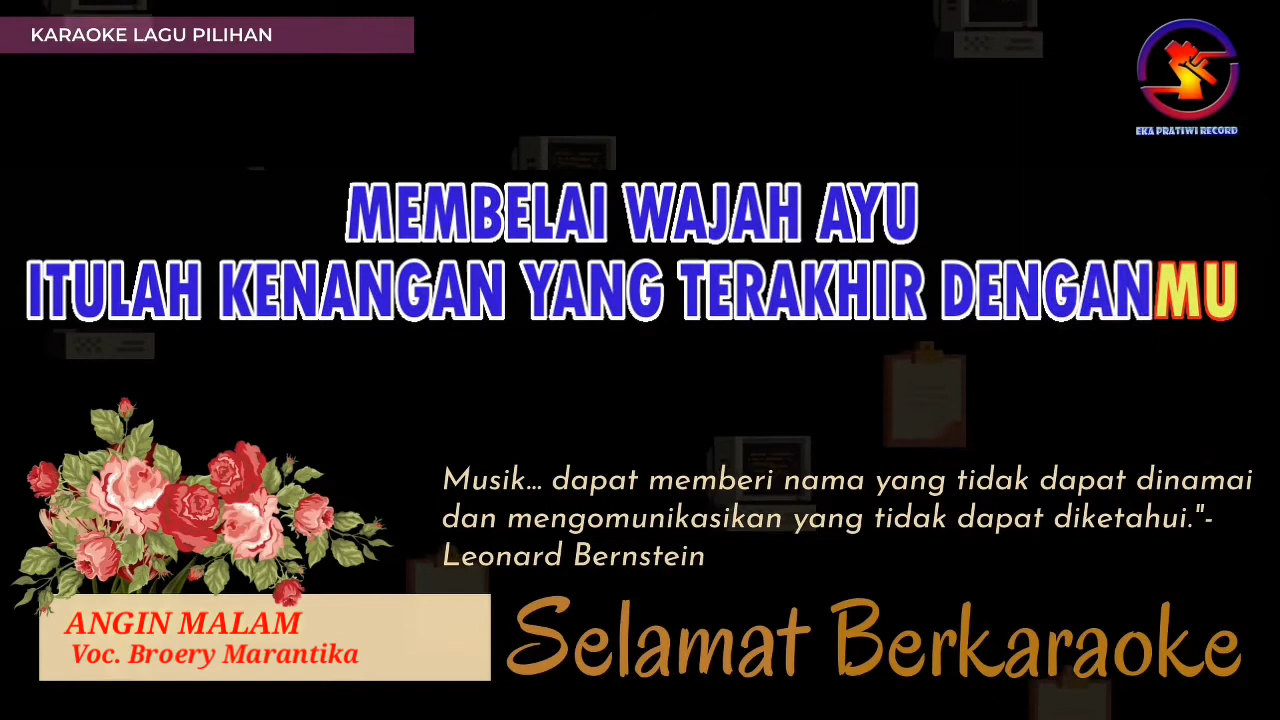 KARAOKE LAGU PILIHAN
EKA PRATIWI RECORD
MEMBELAI WAJAH AYU
ITULAH KENANGAN YANG TERAKHIR DENGANMU
Musik... dapat memberi nama yang tidak dapat dinamai
dan mengomunikasikan yang tidak dapat diketahui."-
Leonard Bernstein
ANGIN MALAM
Voc. Broery Marantika
Selamat Berkaraoke